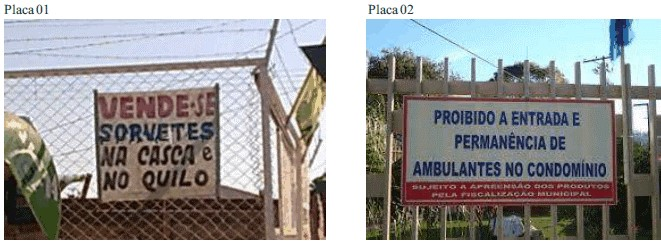 Placa 01
VENDE-SE
SORVETES
NA CASCA e
NO QUILO
Placa 02
PROIBIDO A ENTRADA E
PERMANÊNCIA DE
AMBULANTES NO CONDOMÍNIO
SUJEITO A APREENSÃO DOS PRODUTOS
PELA FISCALIZAÇÃO MUNICIPAL